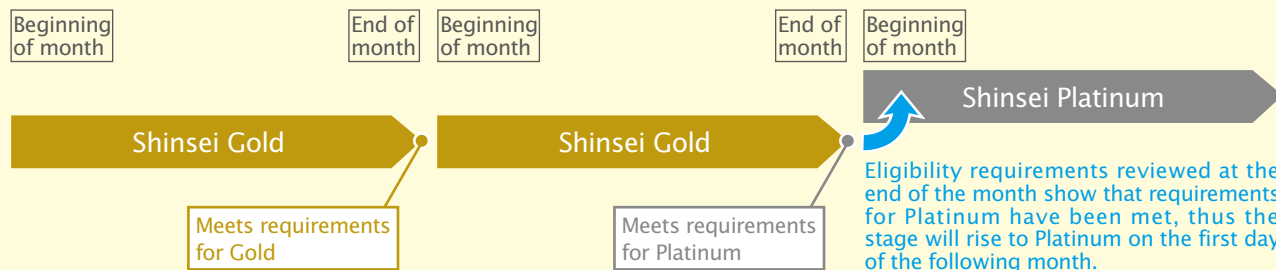 Beginning
of month
End of
month
Beginning
of month
End of
month
Beginning
of month
Shinsei Gold
Shinsei Gold
Shinsei Platinum
Meets requirements
for Gold
Meets requirements
for Platinum
Eligibility requirements reviewed at the
end of the month show that requirements
for Platinum have been met, thus the
stage will rise to Platinum on the first day
of the following month.